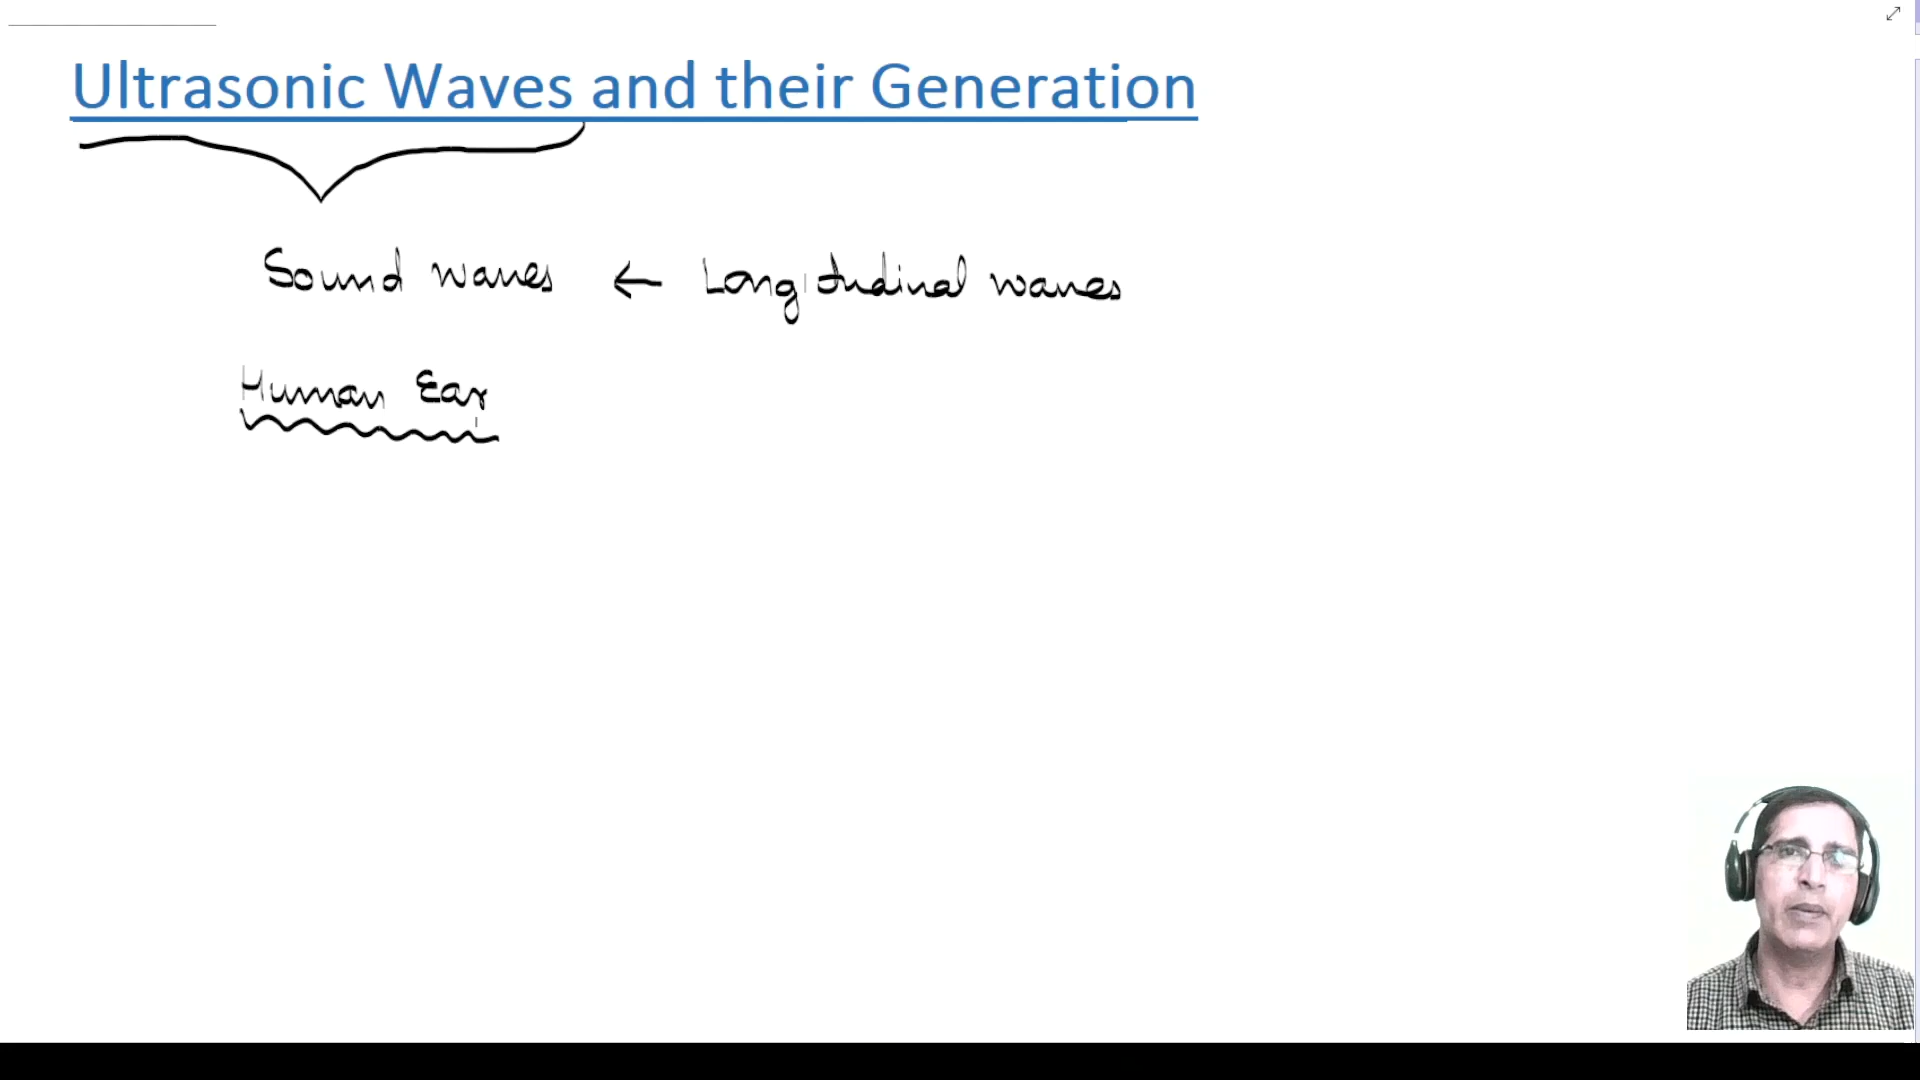 Ultrasonic Waves and their Generation
Sound waves ← Longitudinal waves
Human Ear